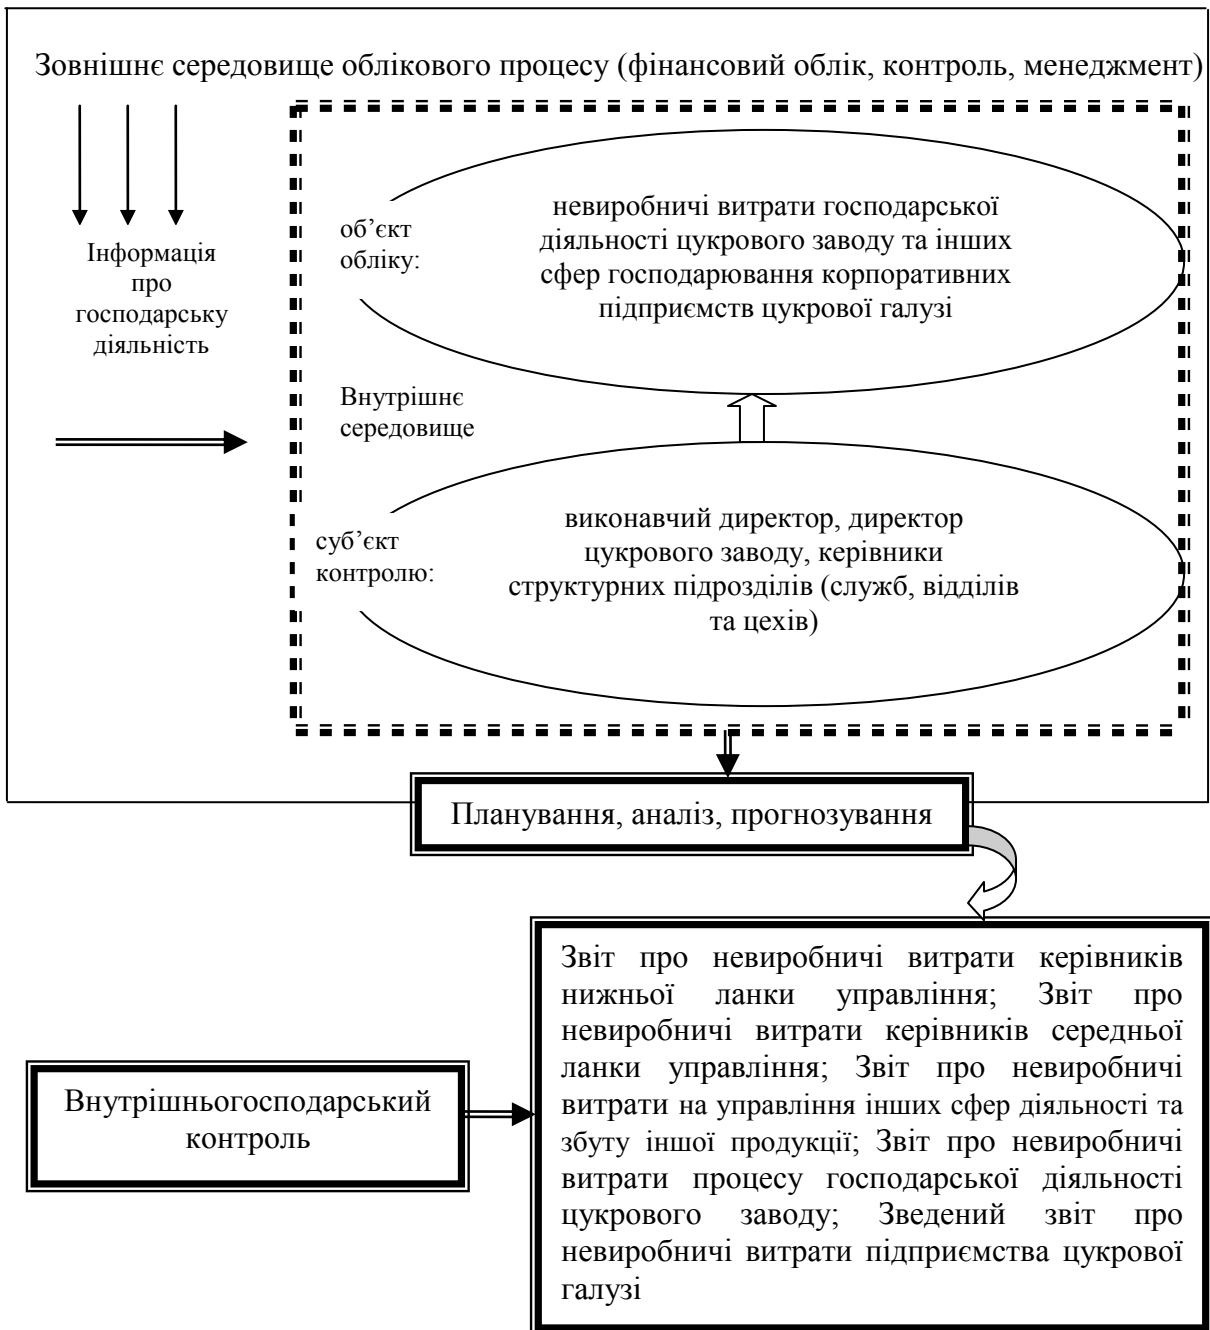 Зовнішнє середовище облікового процесу (фінансовий облік, контроль, менеджмент)
Інформація
про
господарську
діяльність
об’єкт
обліку:
невиробничі витрати господарської
діяльності цукрового заводу та інших
сфер господарювання корпоративних
підприємств цукрової галузі
Внутрішнє
середовище
суб’єкт
контролю:
виконавчий директор, директор
цукрового заводу, керівники
структурних підрозділів (служб, відділів
та цехів)
Планування, аналіз, прогнозування
Звіт про невиробничі витрати керівників
нижньої ланки управління; Звіт про
невиробничі витрати керівників середньої
ланки управління; Звіт про невиробничі
витрати на управління інших сфер діяльності та
збуту іншої продукції; Звіт про невиробничі
витрати процесу господарської діяльності
цукрового заводу; Зведений звіт про
невиробничі витрати підприємства цукрової
галузі
Внутрішньогосподарський
контроль